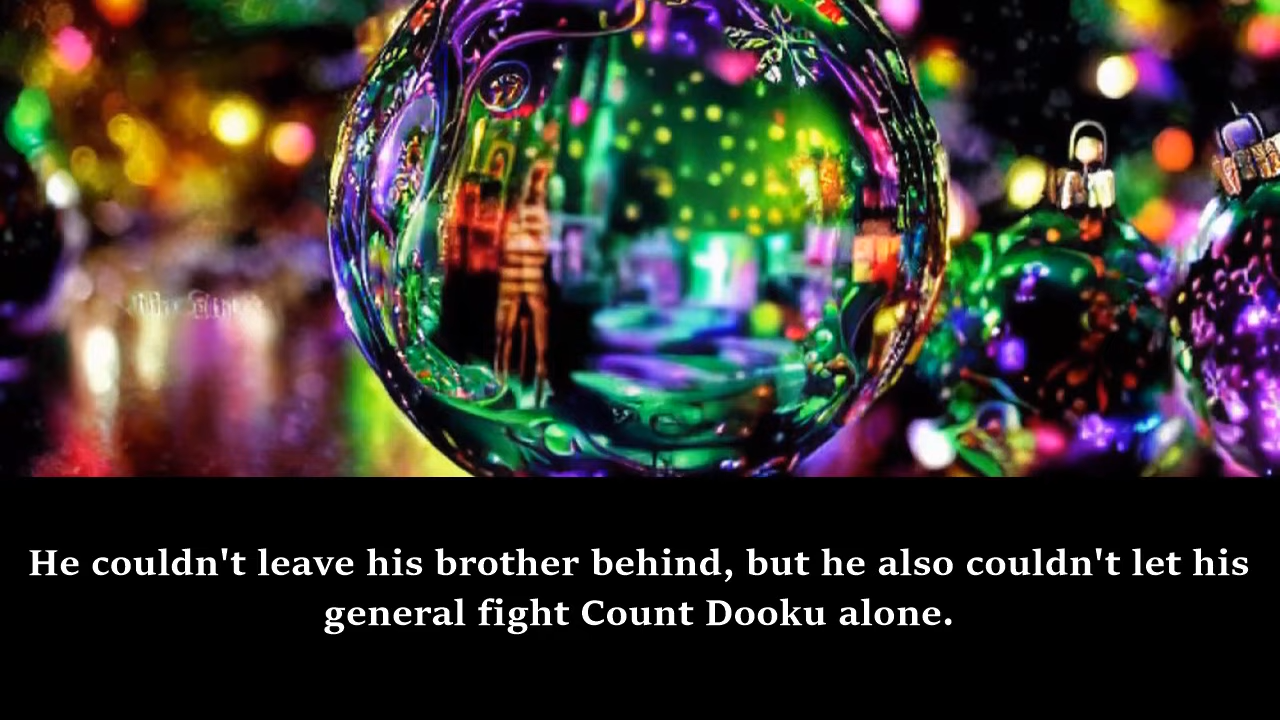 He couldn't leave his brother behind, but he also couldn't let his
general fight Count Dooku alone.